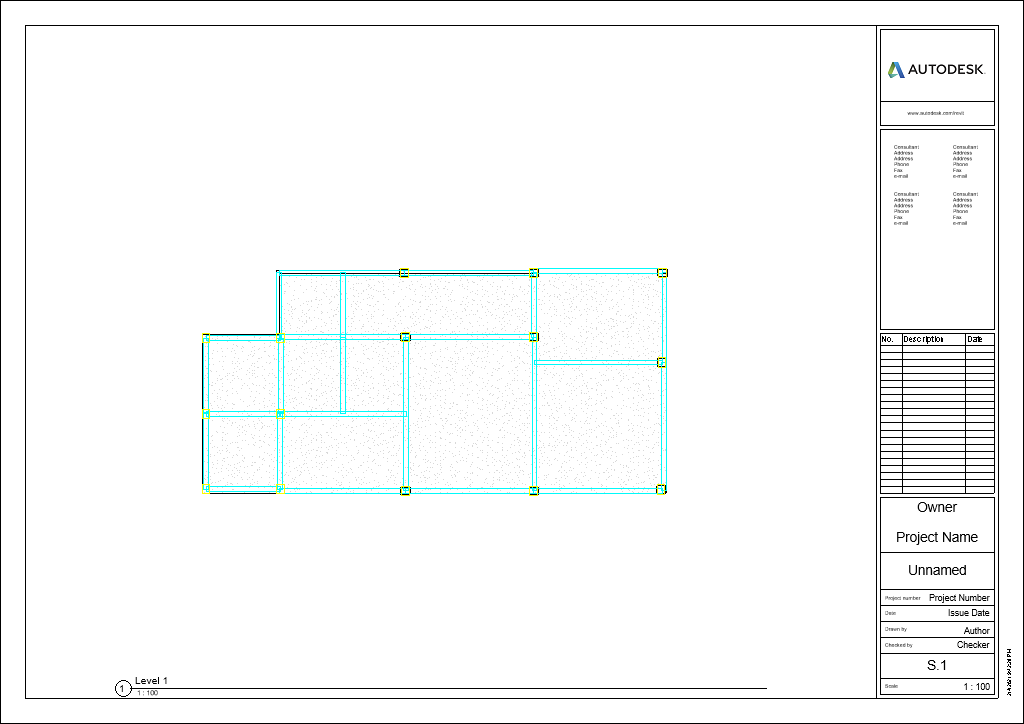 AUTODESK.
www.autodesk.com/revit
Consultant Consultant
Address Address
Address Address
Phone Phone
Fax Fax
e-mail e-mail
Consultant Consultant
Address Address
Address Address
Phone Phone
Fax Fax
e-mail e-mail
No. Description Date
Owner
Project Name
Unnamed
Project number Project Number
Date Issue Date
Drawn by Author
Checked by Checker
S.1
Scale 1 : 100
1 Level 1
1 : 100